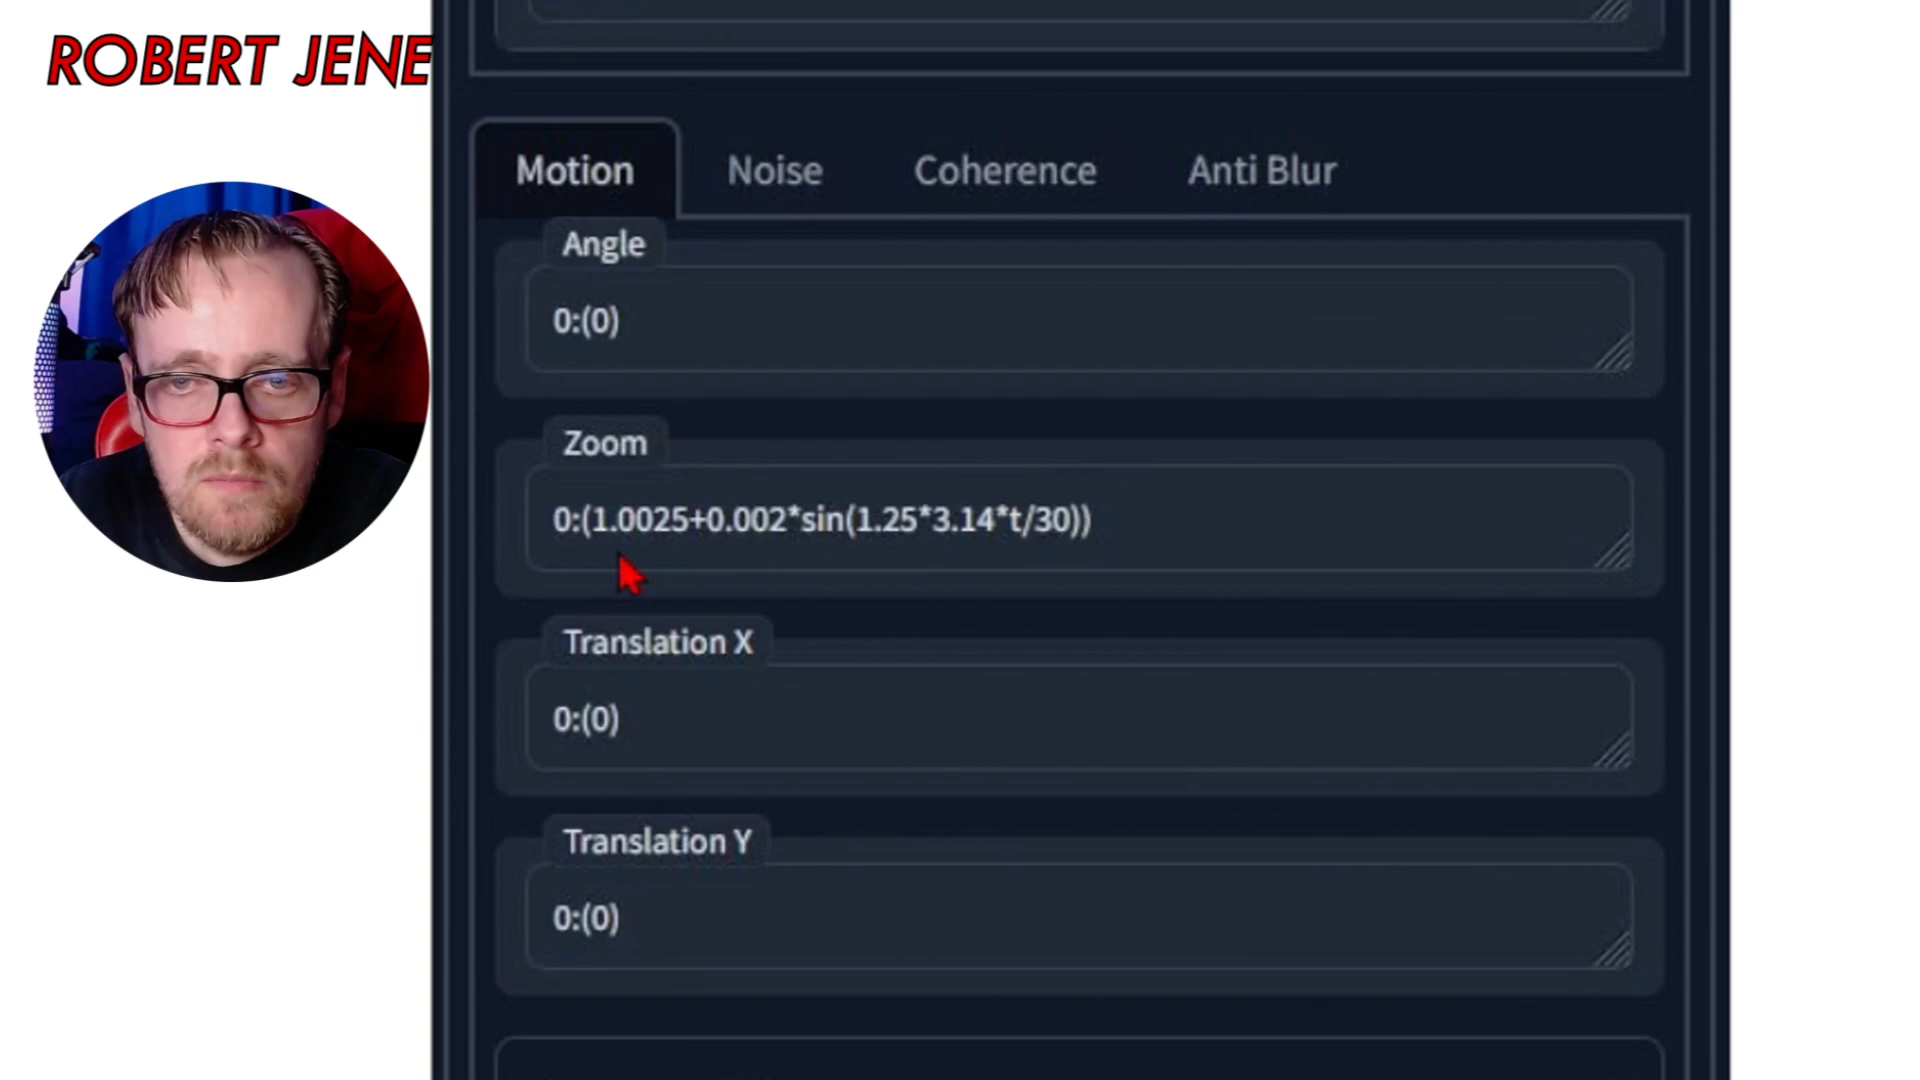 ROBERT JENE
Motion Noise Coherence Anti Blur
Angle
0:(0)
Zoom
0:(1.0025+0.002*sin(1.25*3.14*t/30))
Translation X
0:(0)
Translation Y
0:(0)